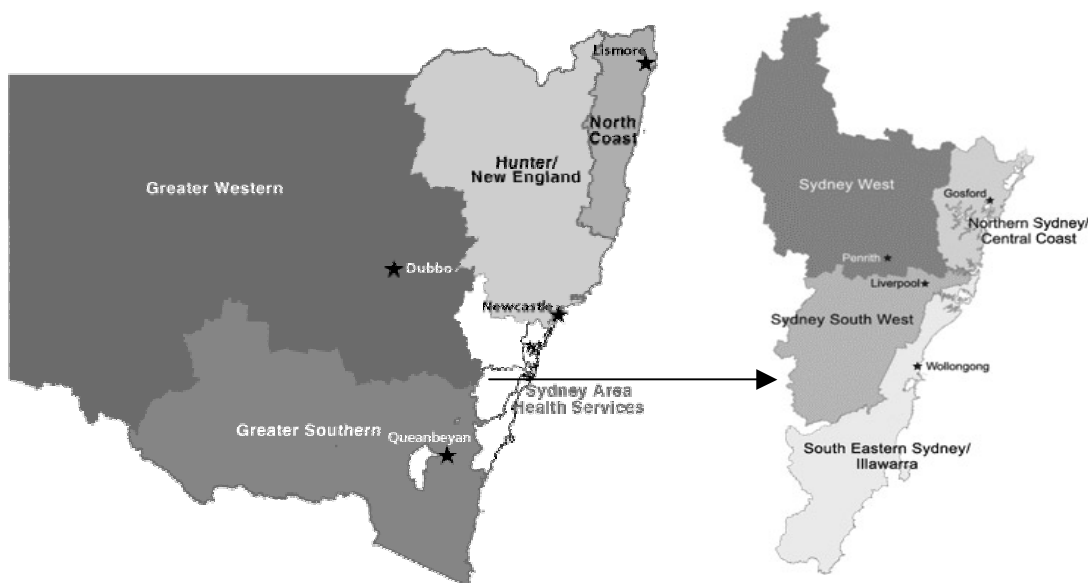 Lismore
North
Coast
Hunter/
New England
Greater Western
Dubbo
Newcastle
Sydney Area
Health Services
Greater Southern
Queanbeyan
Sydney West
Gosford
Northern Sydney/
Central Coast
Penrith
Liverpool
Sydney South West
Wollongong
South Eastern Sydney/
Illawarra